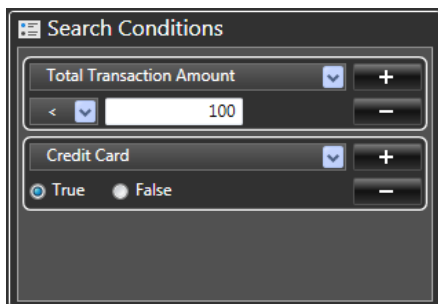 Search Conditions
Total Transaction Amount +
< 100 −
Credit Card +
True False −